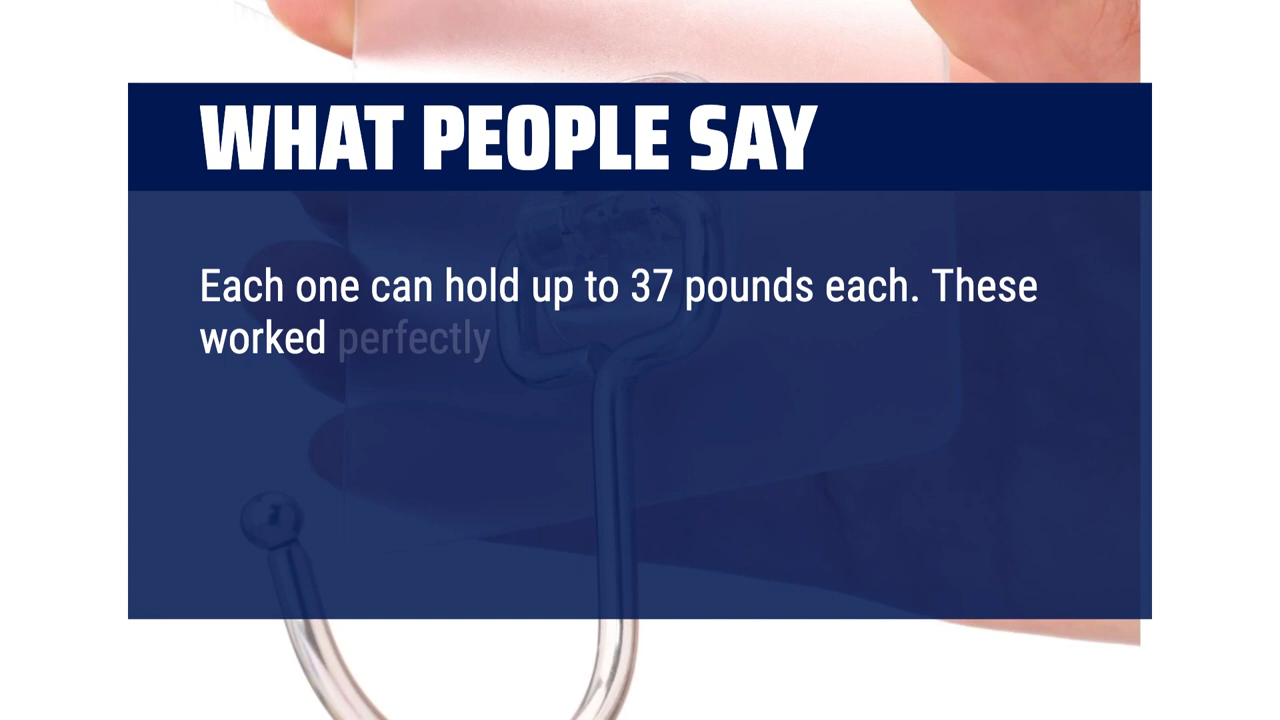 WHAT PEOPLE SAY
Each one can hold up to 37 pounds each. These
worked perfectly